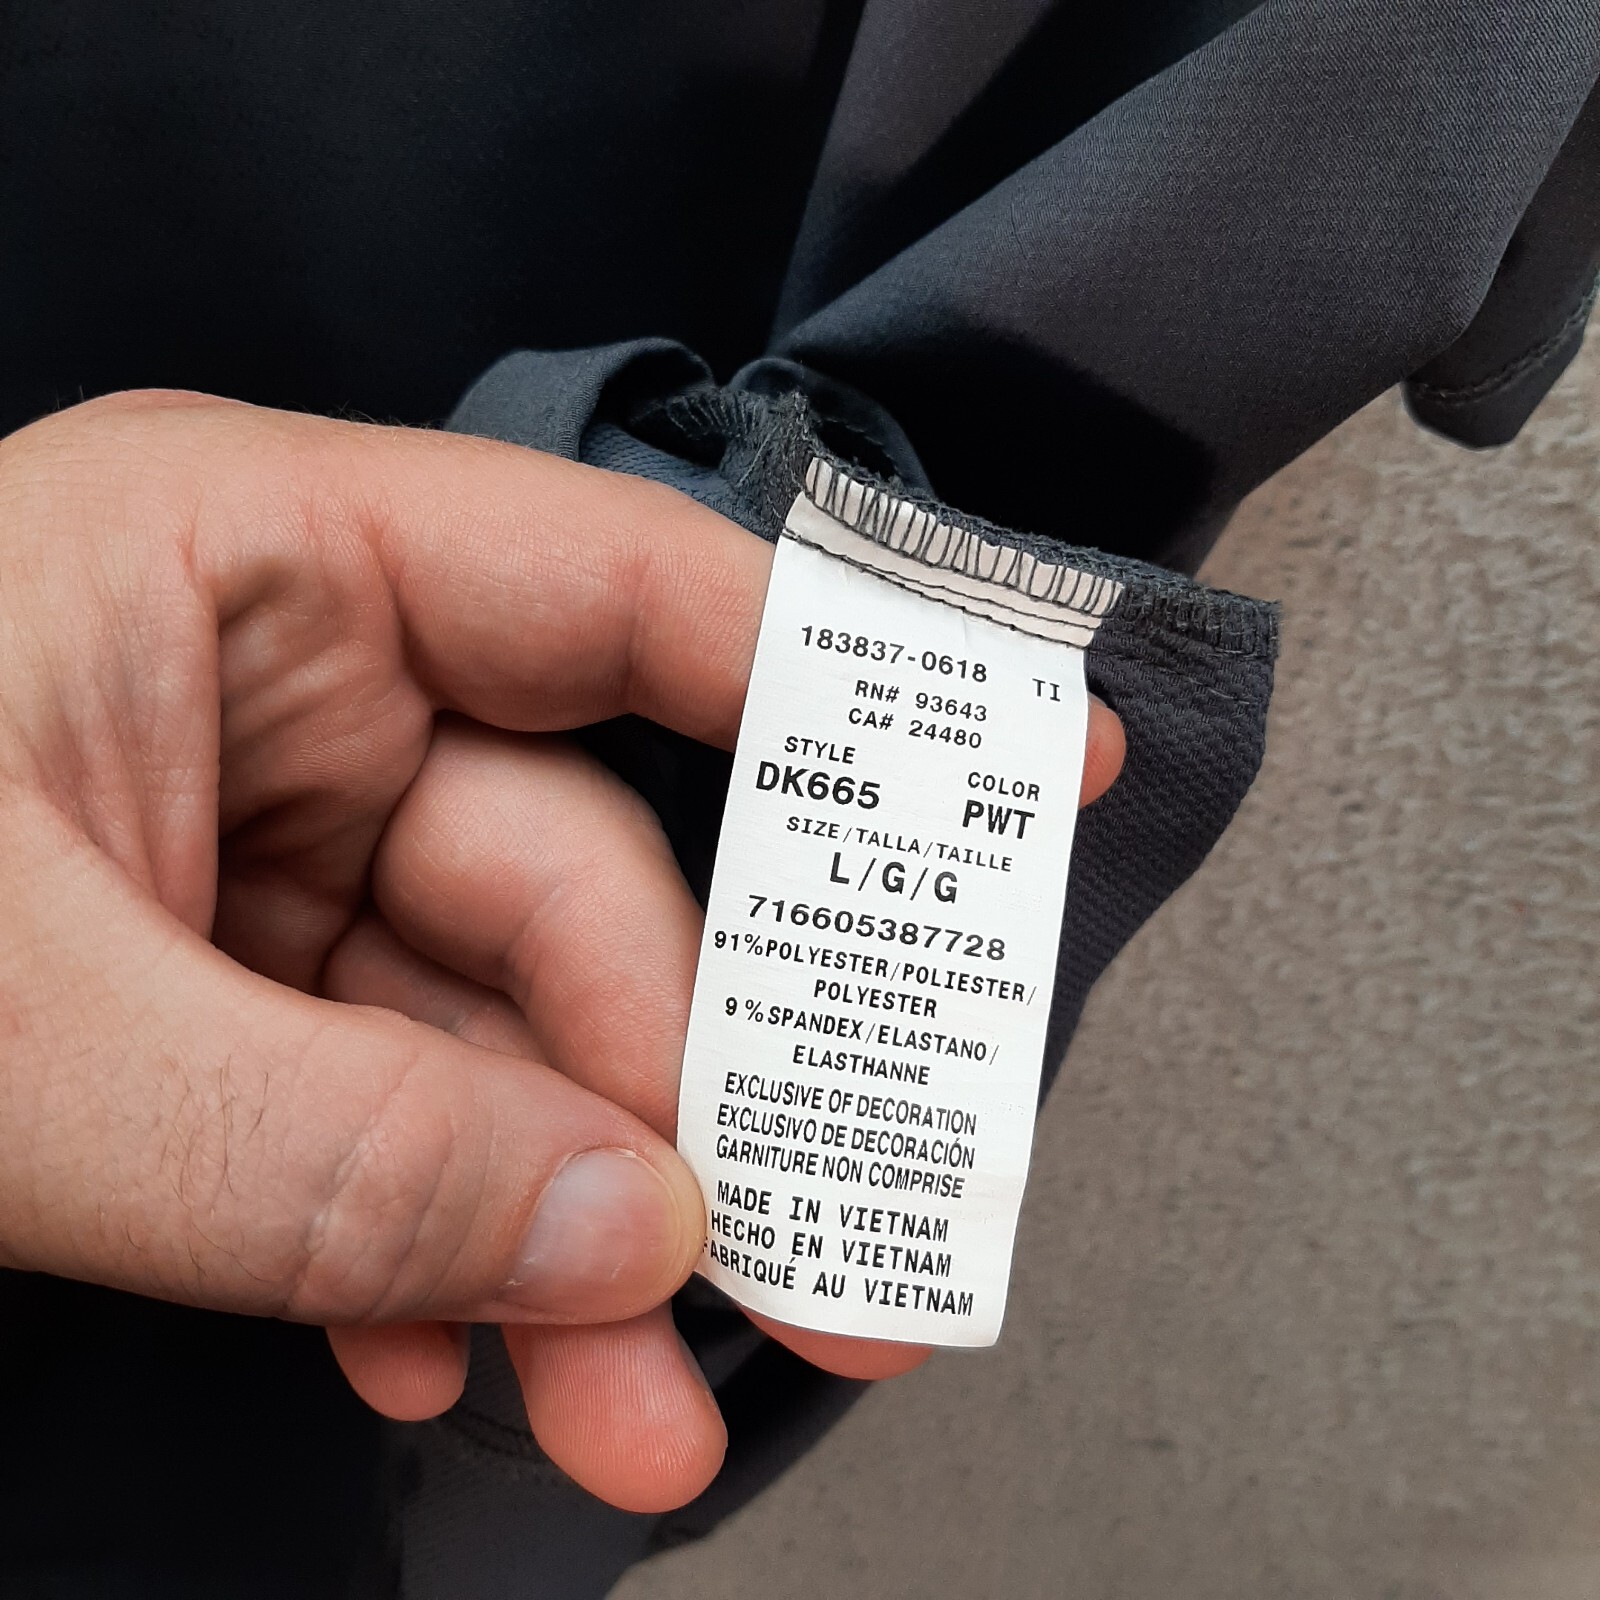 183837-0618 TI
RN# 93643
CA# 24480
STYLE COLOR
DK665 PWT
SIZE/TALLA/TAILLE
L/G/G
716605387728
91%POLYESTER/POLIESTER/
POLYESTER
9%SPANDEX/ELASTANO/
ELASTHANNE
EXCLUSIVE OF DECORATION
EXCLUSIVO DE DECORACIÓN
GARNITURE NON COMPRISE
MADE IN VIETNAM
HECHO EN VIETNAM
FABRIQUÉ AU VIETNAM